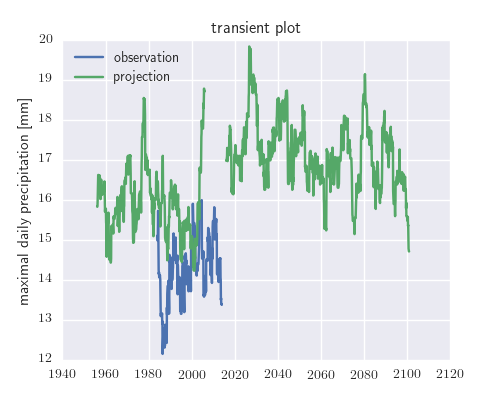 transient plot
20
19
18
17
16
15
14
13
12
maximal daily precipitation [mm]
observation
projection
1940 1960 1980 2000 2020 2040 2060 2080 2100 2120